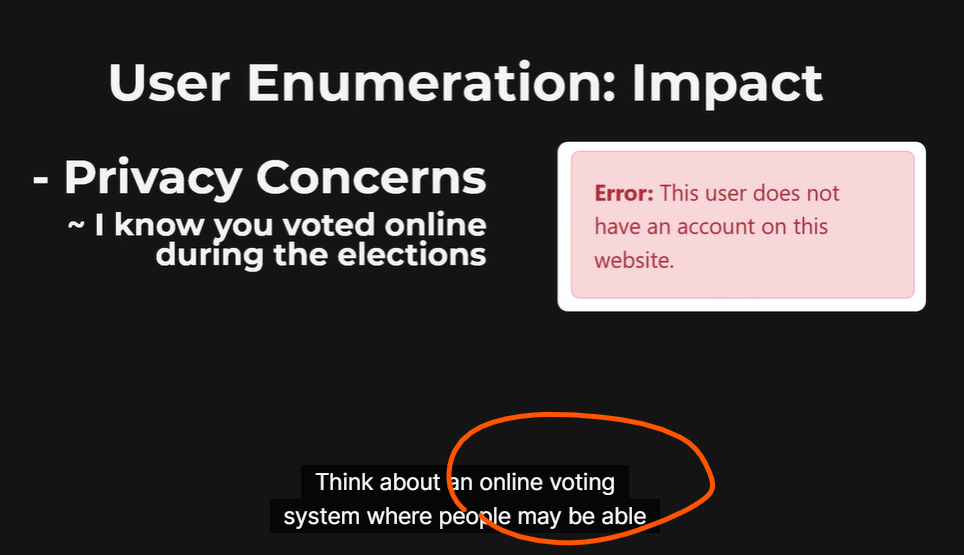 User Enumeration: Impact
- Privacy Concerns
~ I know you voted online
during the elections
Error: This user does not
have an account on this
website.
Think about an online voting
system where people may be able